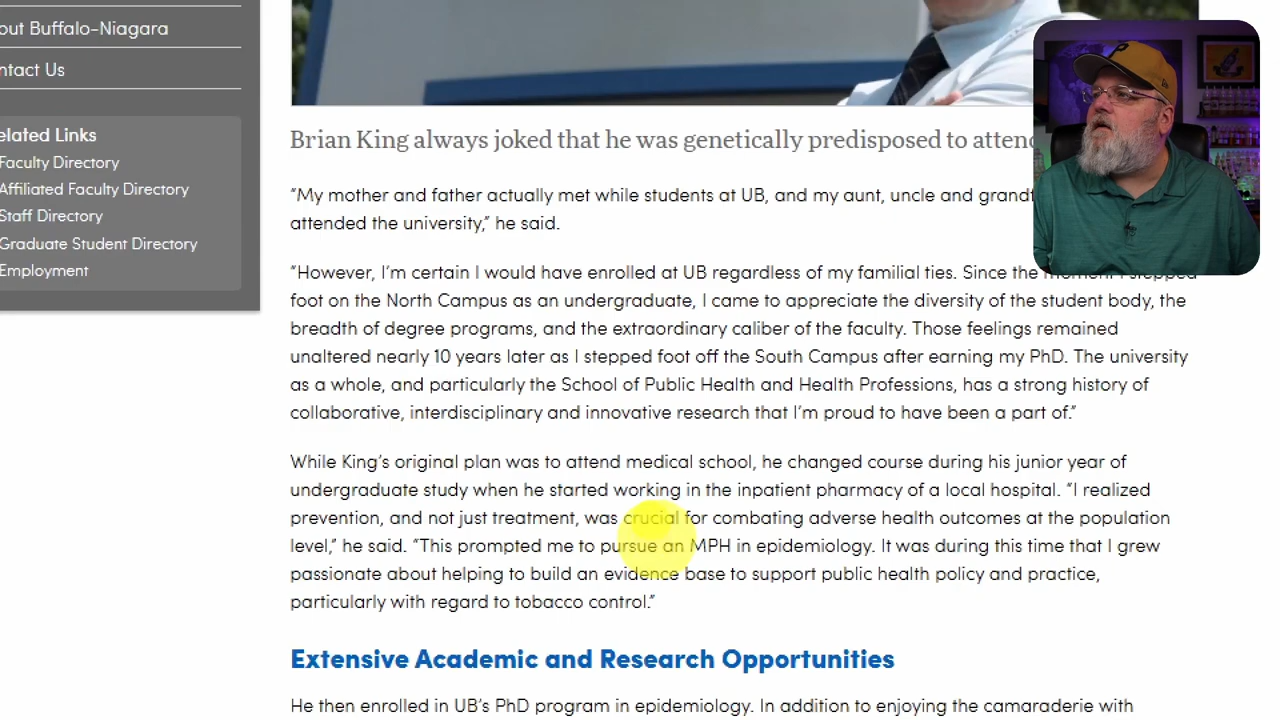 out Buffalo-Niagara
ntact Us
elated Links
Faculty Directory
Affiliated Faculty Directory
Staff Directory
Graduate Student Directory
Employment
Brian King always joked that he was genetically predisposed to attend
“My mother and father actually met while students at UB, and my aunt, uncle and grandf
attended the university,” he said.
“However, I’m certain I would have enrolled at UB regardless of my familial ties. Since the moment I stepped
foot on the North Campus as an undergraduate, I came to appreciate the diversity of the student body, the
breadth of degree programs, and the extraordinary caliber of the faculty. Those feelings remained
unaltered nearly 10 years later as I stepped foot off the South Campus after earning my PhD. The university
as a whole, and particularly the School of Public Health and Health Professions, has a strong history of
collaborative, interdisciplinary and innovative research that I’m proud to have been a part of.”
While King’s original plan was to attend medical school, he changed course during his junior year of
undergraduate study when he started working in the inpatient pharmacy of a local hospital. “I realized
prevention, and not just treatment, was crucial for combating adverse health outcomes at the population
level,” he said. “This prompted me to pursue an MPH in epidemiology. It was during this time that I grew
passionate about helping to build an evidence base to support public health policy and practice,
particularly with regard to tobacco control.”
Extensive Academic and Research Opportunities
He then enrolled in UB’s PhD program in epidemiology. In addition to enjoying the camaraderie with